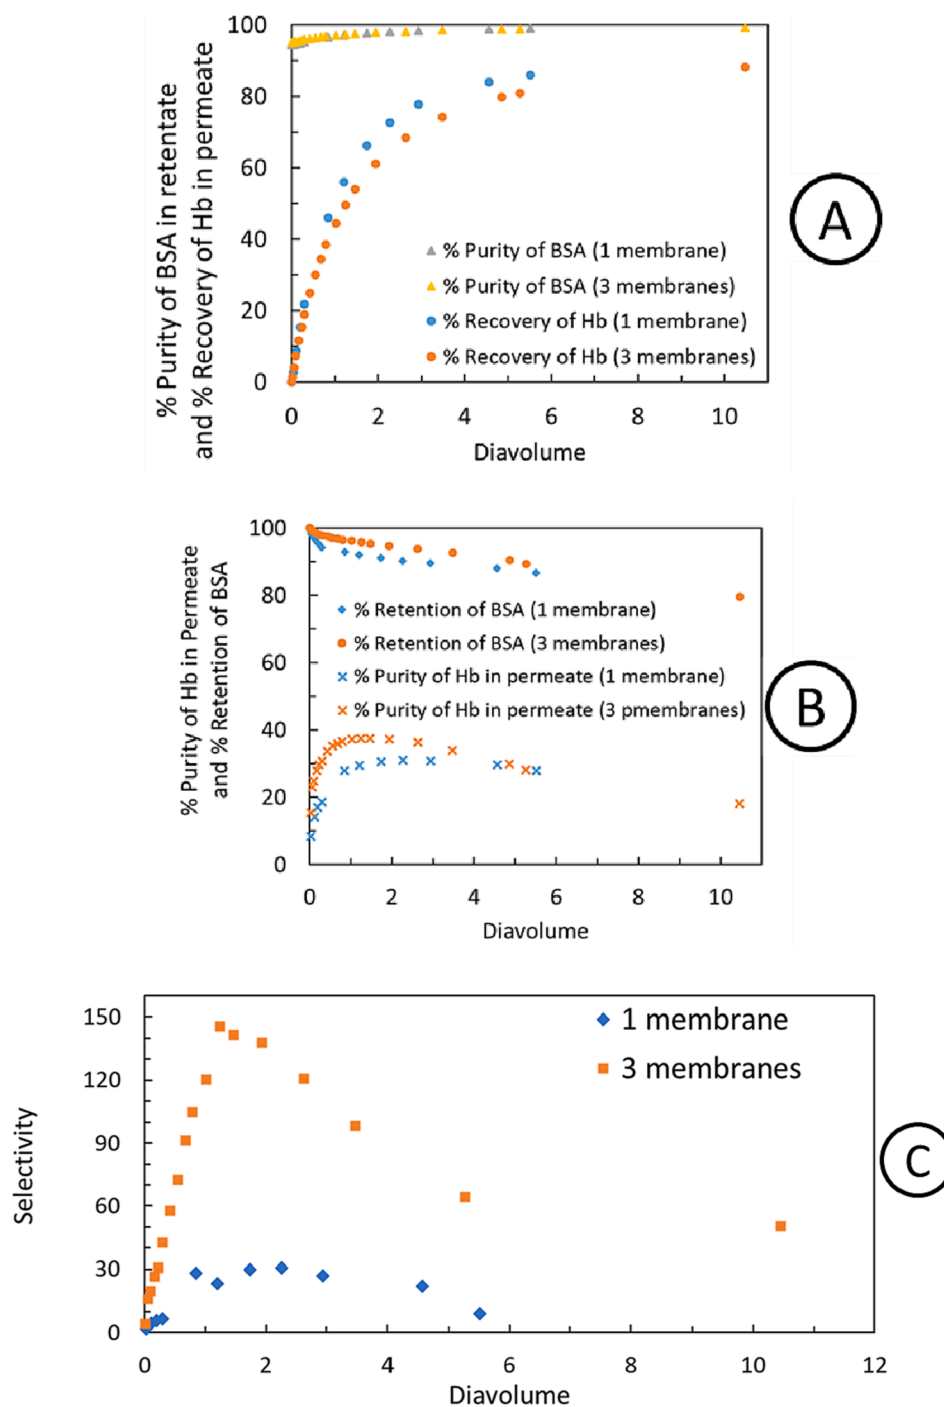 100
80
60
40
20
0
% Purity of BSA in retentate
and % Recovery of Hb in permeate
% Purity of BSA (1 membrane)
% Purity of BSA (3 membranes)
% Recovery of Hb (1 membrane)
% Recovery of Hb (3 membranes)
0 2 4 6 8 10
Diavolume
A
100
80
60
40
20
0
% Purity of Hb in Permeate
and % Retention of BSA
% Retention of BSA (1 membrane)
% Retention of BSA (3 membranes)
% Purity of Hb in permeate (1 membrane)
% Purity of Hb in permeate (3 pmembranes)
0 2 4 6 8 10
Diavolume
B
150
120
90
60
30
0
Selectivity
1 membrane
3 membranes
0 2 4 6 8 10 12
Diavolume
C